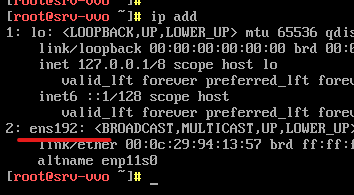 [root@srv-vvo ~]#
[root@srv-vvo ~]# ip add
1: lo: <LOOPBACK,UP,LOWER_UP> mtu 65536 qdis
link/loopback 00:00:00:00:00:00 brd 00:
inet 127.0.0.1/8 scope host lo
valid_lft forever preferred_lft forev
inet6 ::1/128 scope host
valid_lft forever preferred_lft forev
2: ens192: <BROADCAST,MULTICAST,UP,LOWER_UP>
link/ether 00:0c:29:94:13:57 brd ff:ff:f
altname enp11s0
[root@srv-vvo ~]# _